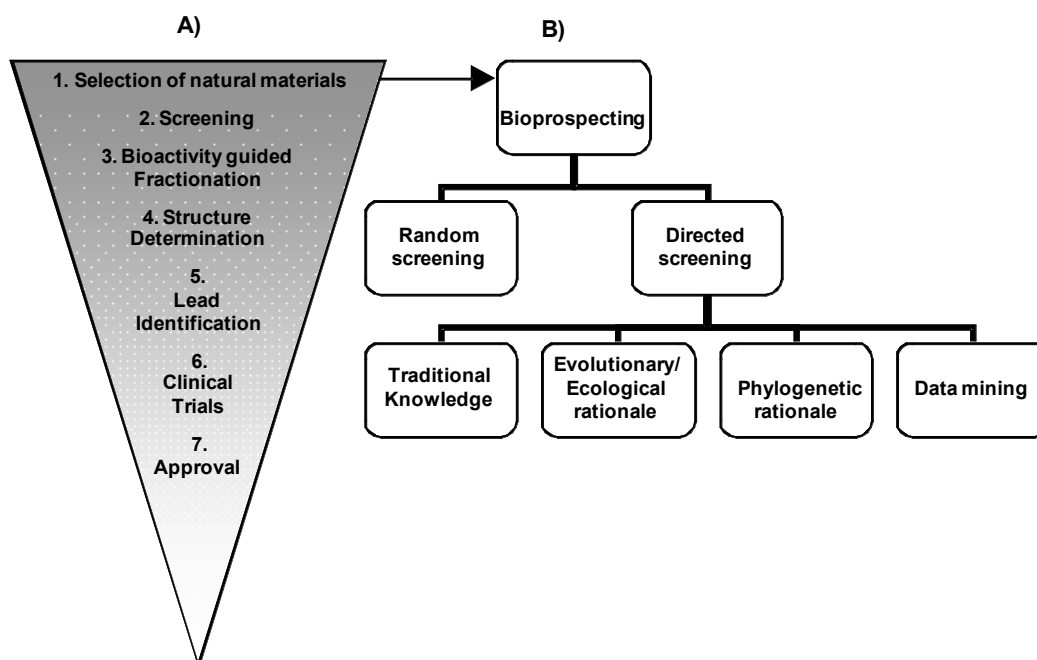 A)
1. Selection of natural materials
2. Screening
3. Bioactivity guided
Fractionation
4. Structure
Determination
5.
Lead
Identification
6.
Clinical
Trials
7.
Approval
B)
Bioprospecting
Random
screening
Directed
screening
Traditional
Knowledge
Evolutionary/
Ecological
rationale
Phylogenetic
rationale
Data mining